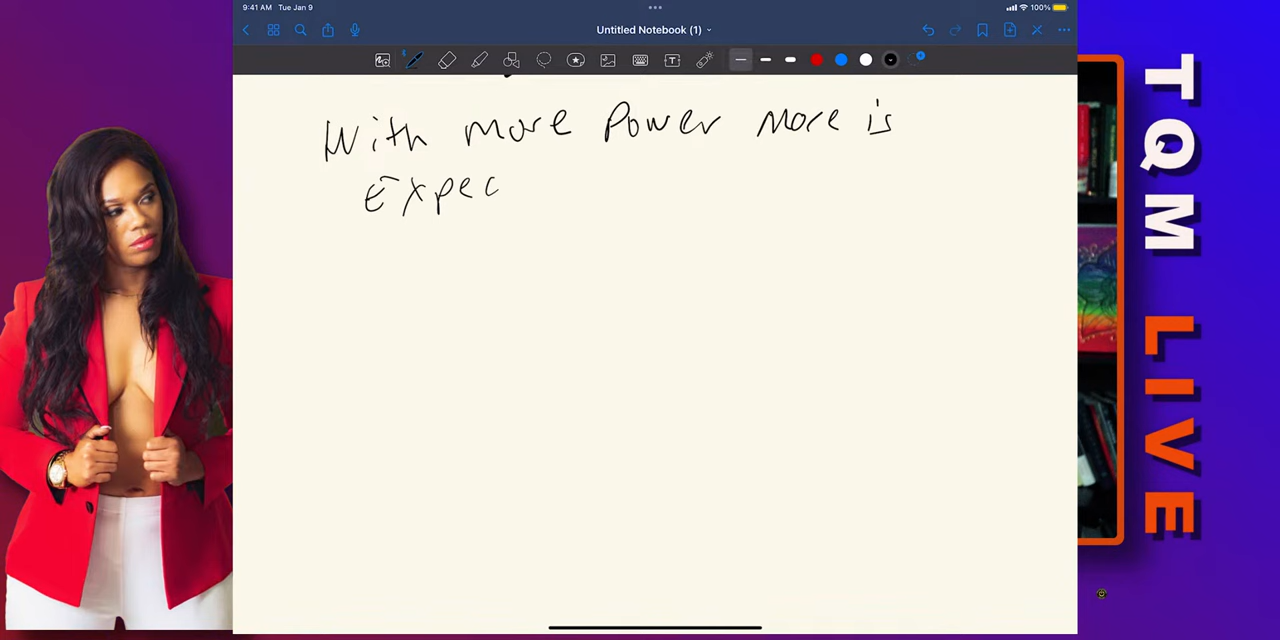 9:41 AM Tue Jan 9
100%
Untitled Notebook (1)
With more Power more is
Expec
TQM LIVE